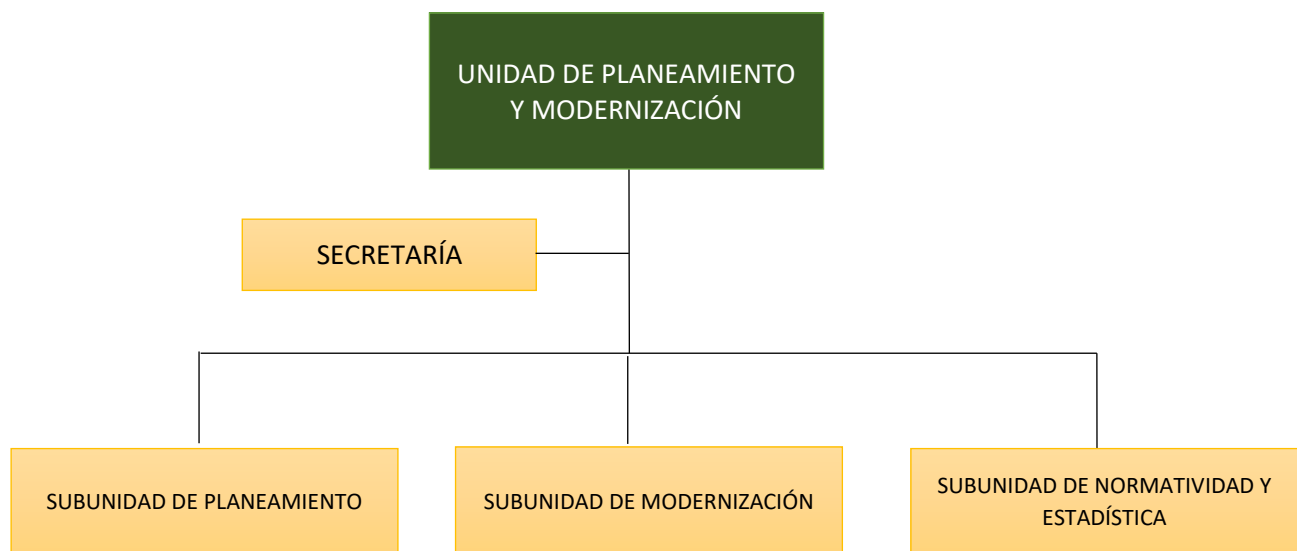 UNIDAD DE PLANEAMIENTO
Y MODERNIZACIÓN
SECRETARÍA
SUBUNIDAD DE PLANEAMIENTO
SUBUNIDAD DE MODERNIZACIÓN
SUBUNIDAD DE NORMATIVIDAD Y
ESTADÍSTICA